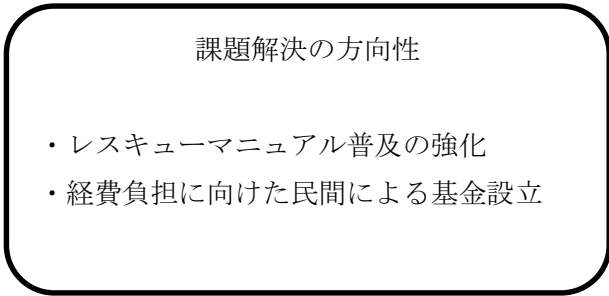 課題解決の方向性
・レスキューマニュアル普及の強化
・経費負担に向けた民間による基金設立